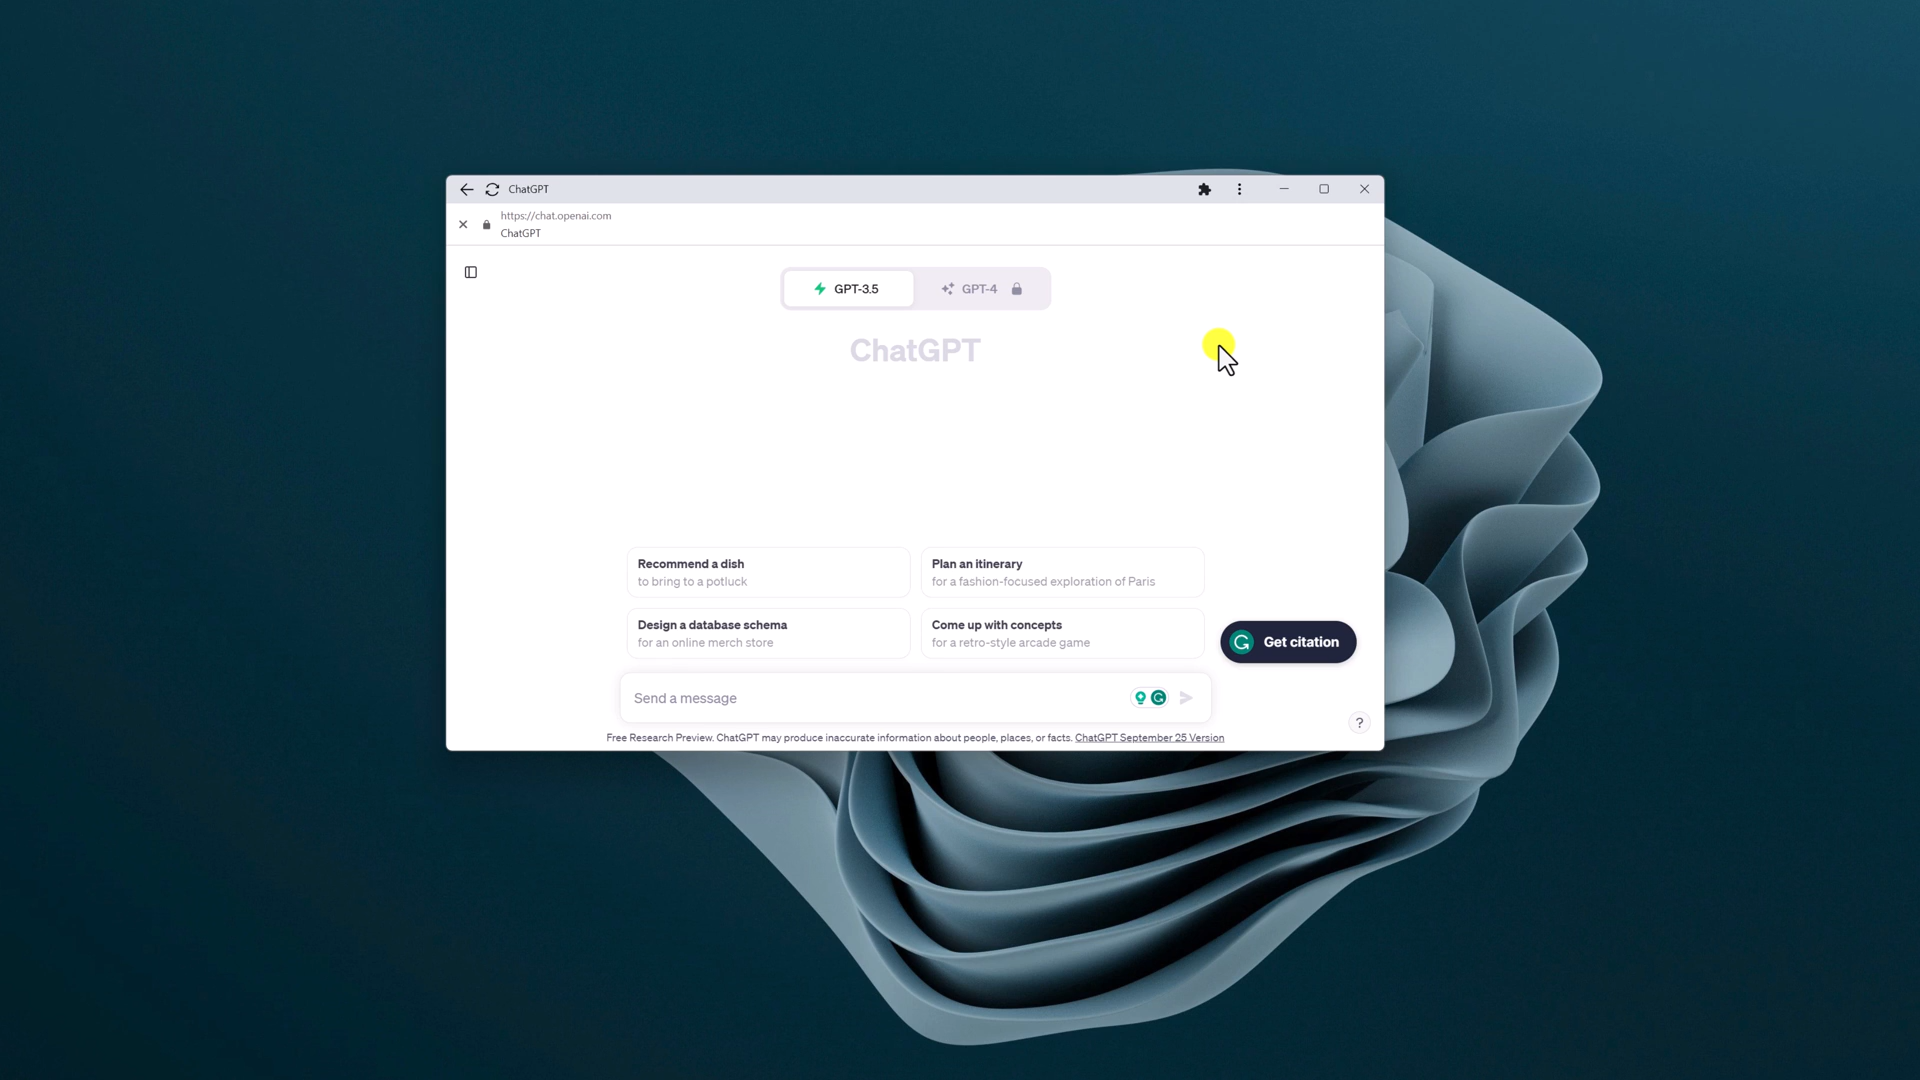 ChatGPT
https://chat.openai.com
ChatGPT
GPT-3.5
GPT-4
ChatGPT
Recommend a dish
to bring to a potluck
Plan an itinerary
for a fashion-focused exploration of Paris
Design a database schema
for an online merch store
Come up with concepts
for a retro-style arcade game
Get citation
Send a message
?
Free Research Preview. ChatGPT may produce inaccurate information about people, places, or facts. ChatGPT September 25 Version